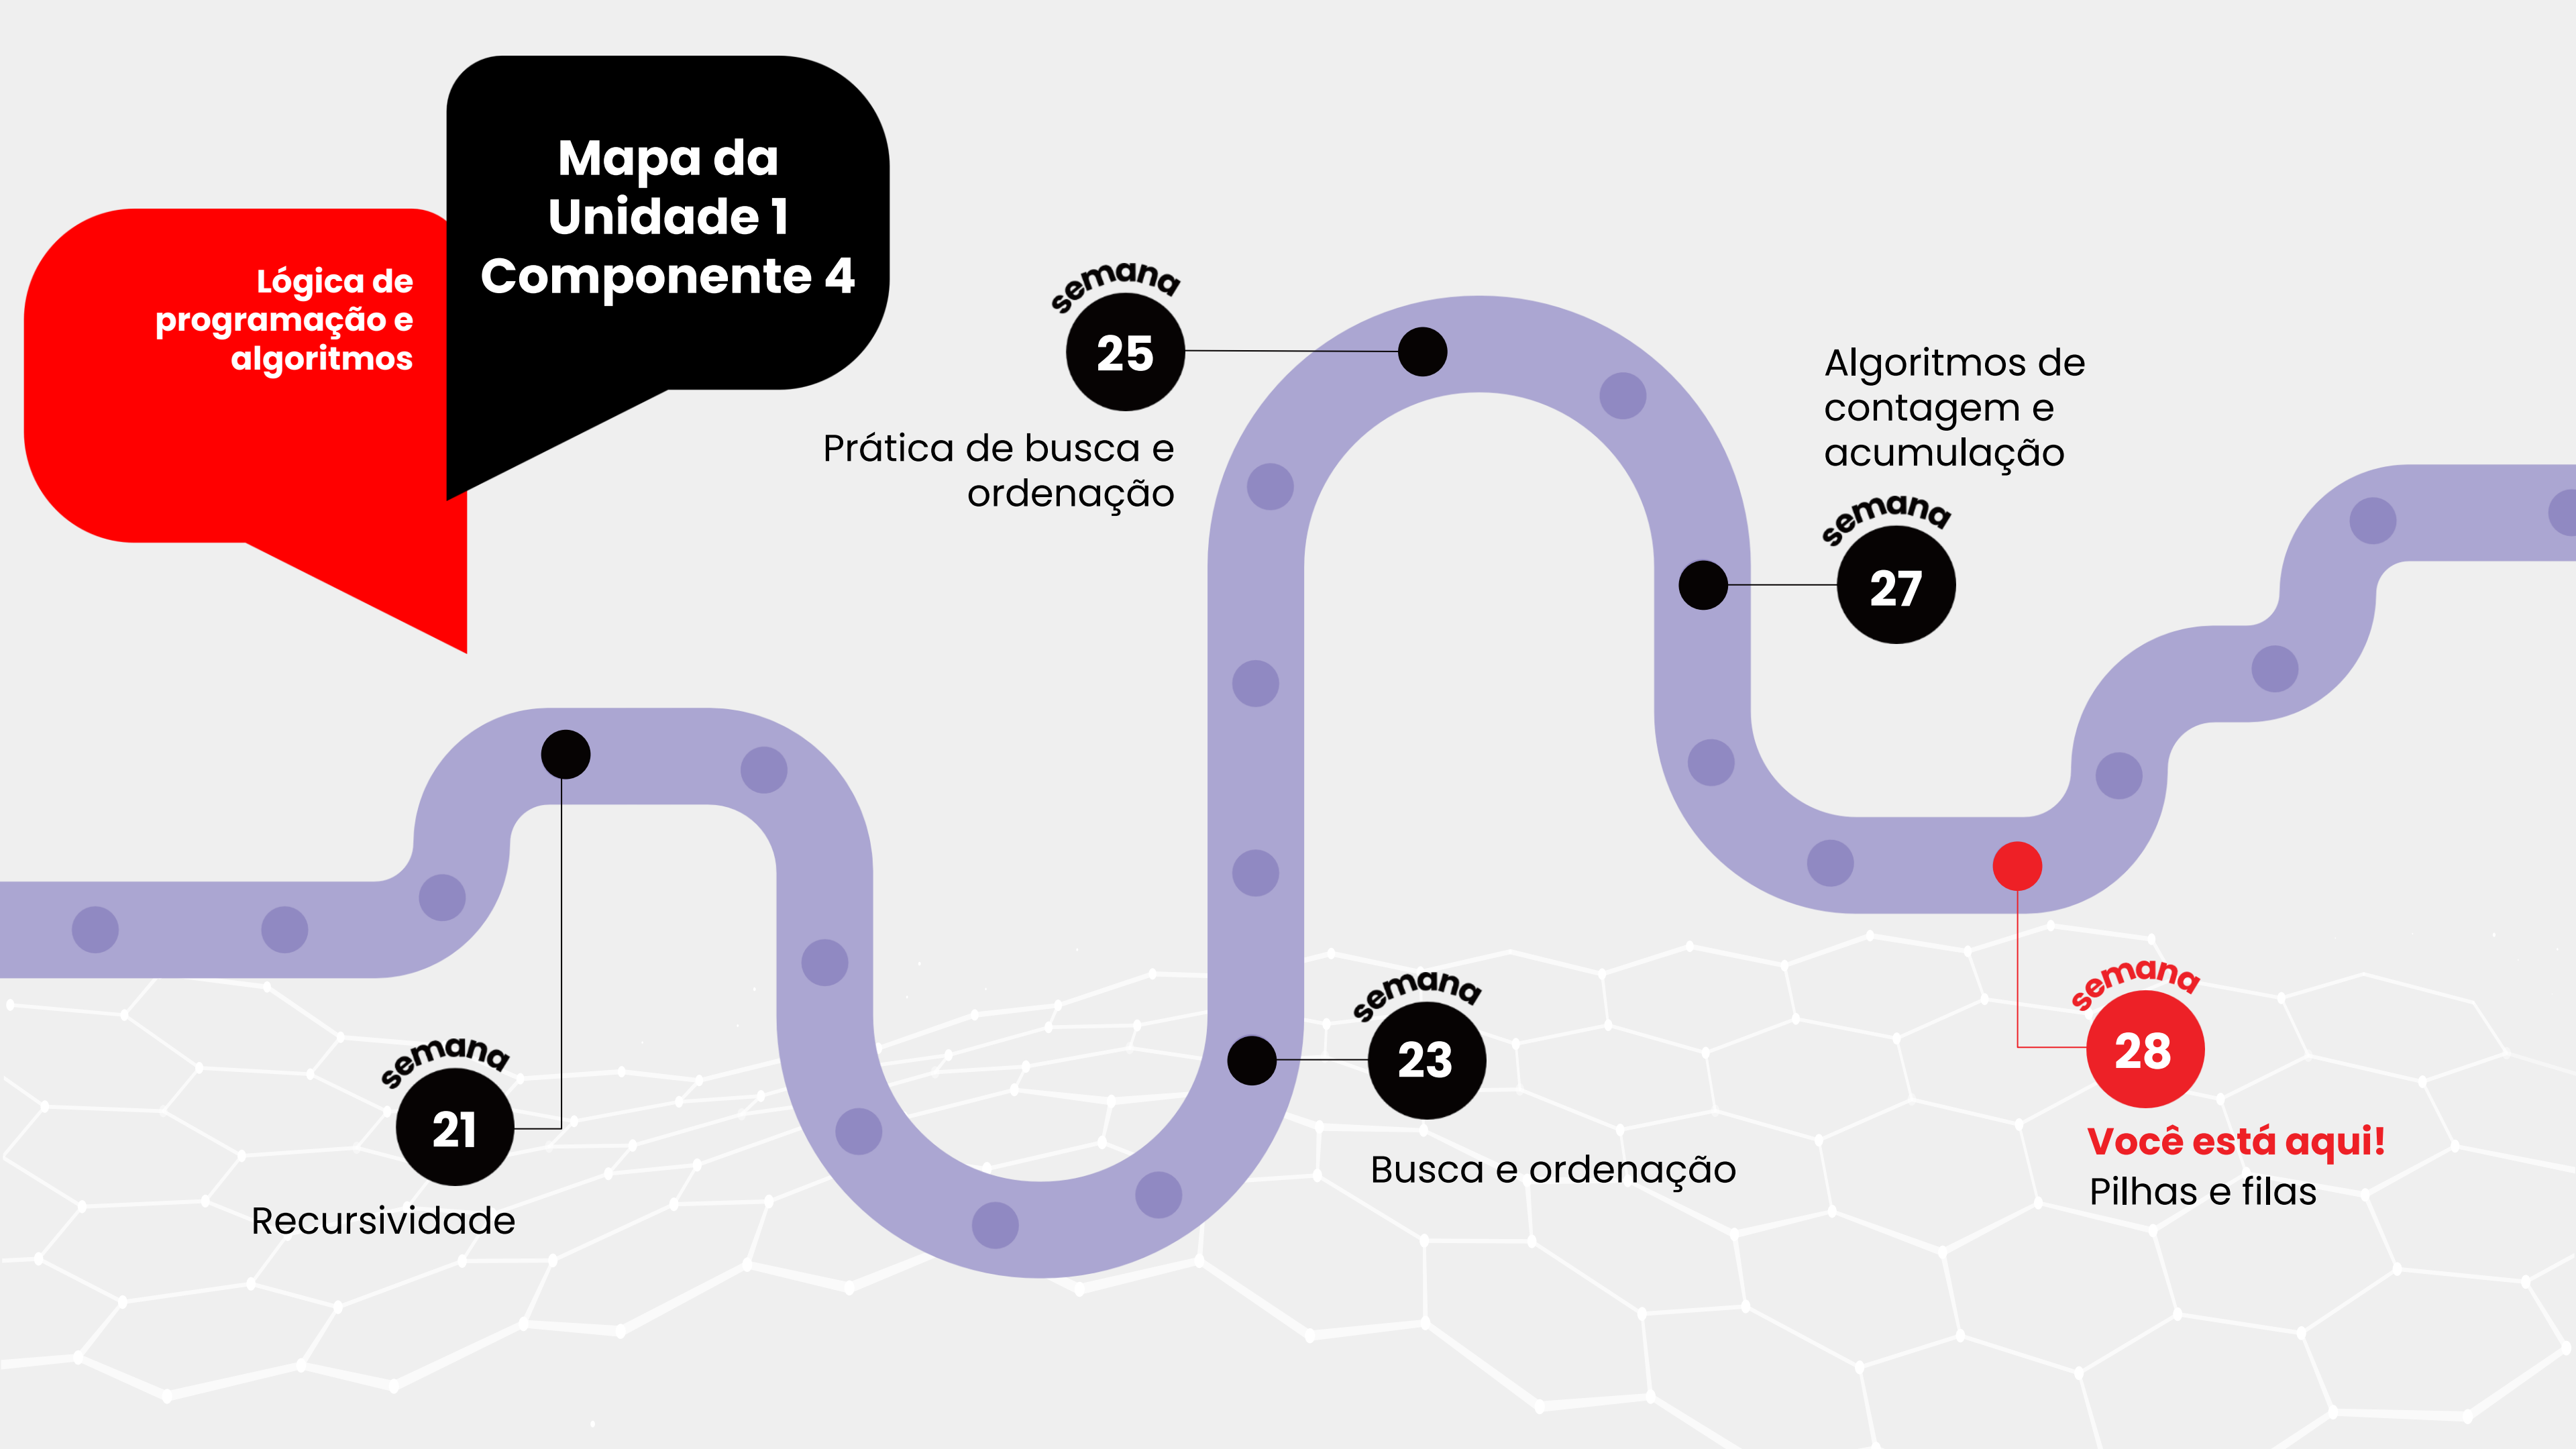 Mapa da
Unidade 1
Componente 4
Lógica de
programação e
algoritmos
semana
25
Prática de busca e
ordenação
Algoritmos de
contagem e
acumulação
semana
27
semana
21
Recursividade
semana
23
Busca e ordenação
semana
28
Você está aqui!
Pilhas e filas